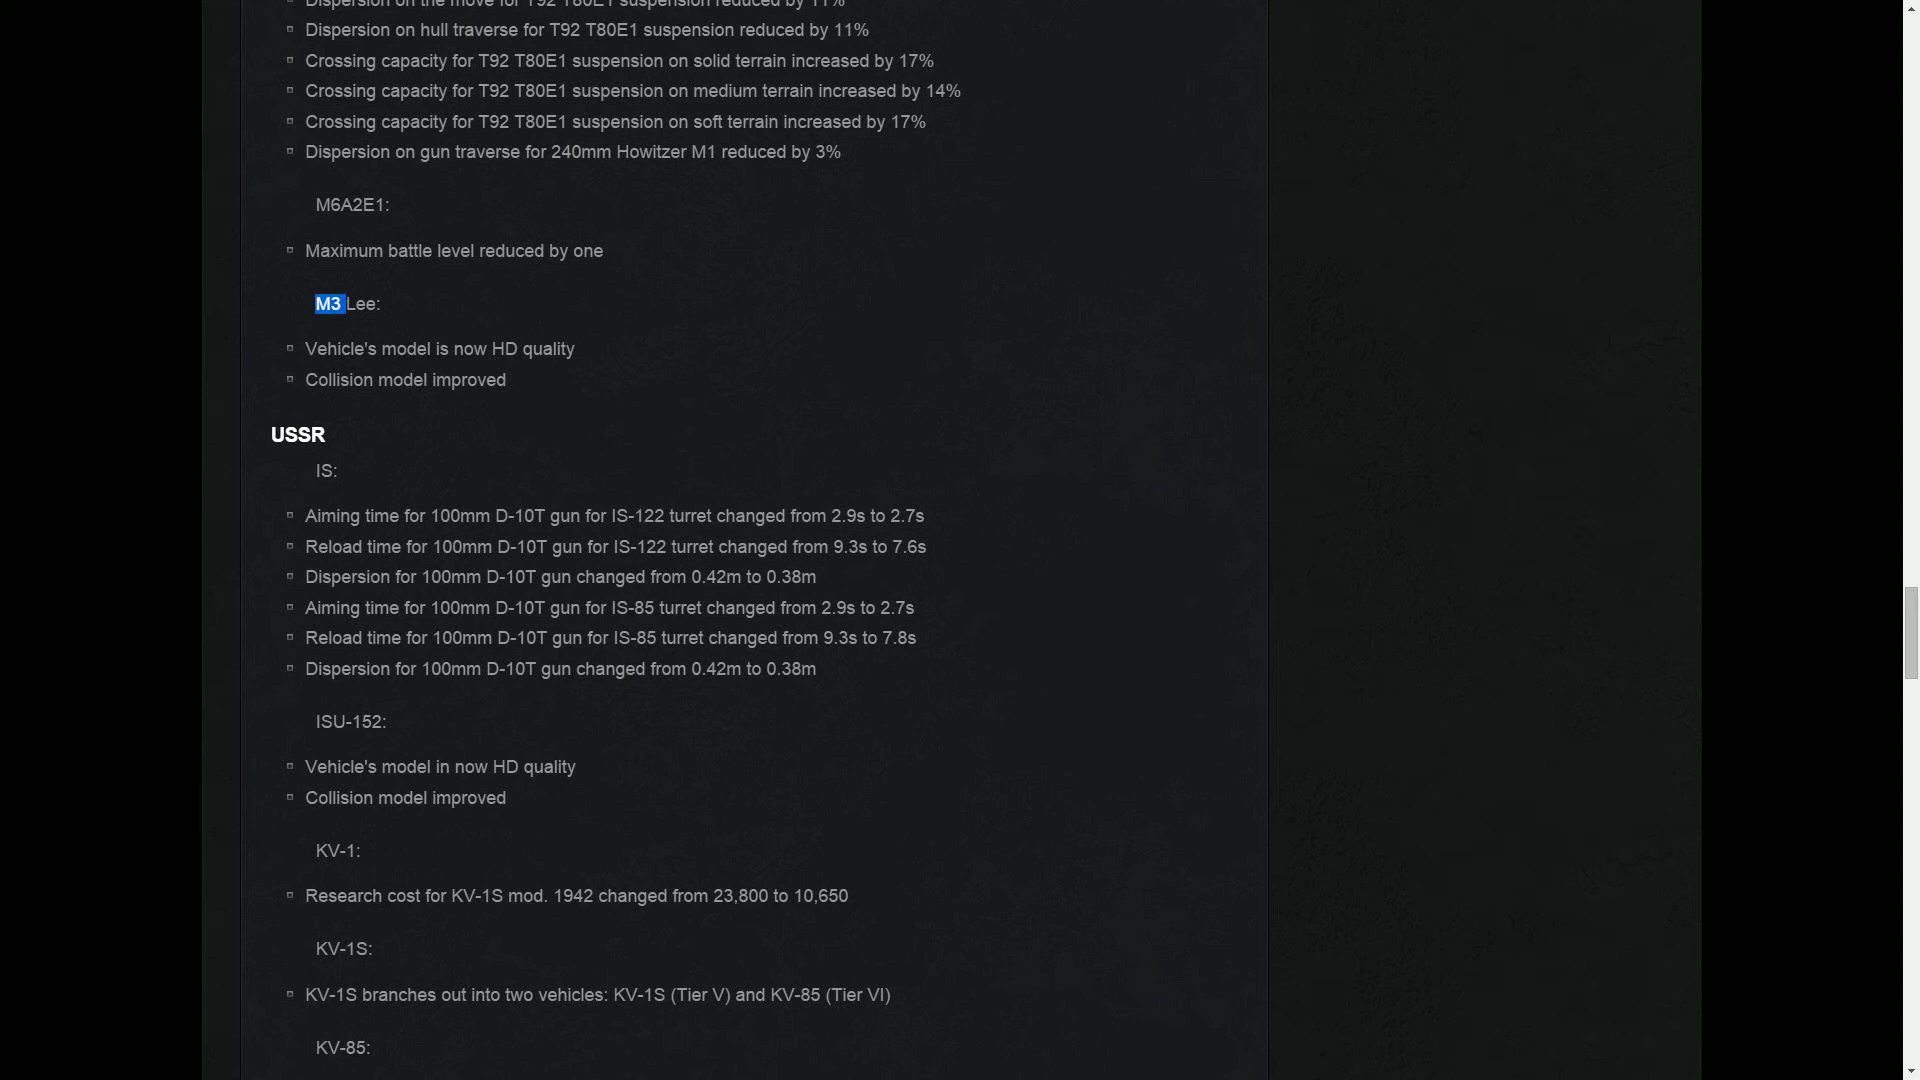 Dispersion on the move for T92 T80E1 suspension reduced by 11%
Dispersion on hull traverse for T92 T80E1 suspension reduced by 11%
Crossing capacity for T92 T80E1 suspension on solid terrain increased by 17%
Crossing capacity for T92 T80E1 suspension on medium terrain increased by 14%
Crossing capacity for T92 T80E1 suspension on soft terrain increased by 17%
Dispersion on gun traverse for 240mm Howitzer M1 reduced by 3%
M6A2E1:
Maximum battle level reduced by one
M3 Lee:
Vehicle's model is now HD quality
Collision model improved
USSR
IS:
Aiming time for 100mm D-10T gun for IS-122 turret changed from 2.9s to 2.7s
Reload time for 100mm D-10T gun for IS-122 turret changed from 9.3s to 7.6s
Dispersion for 100mm D-10T gun changed from 0.42m to 0.38m
Aiming time for 100mm D-10T gun for IS-85 turret changed from 2.9s to 2.7s
Reload time for 100mm D-10T gun for IS-85 turret changed from 9.3s to 7.8s
Dispersion for 100mm D-10T gun changed from 0.42m to 0.38m
ISU-152:
Vehicle's model in now HD quality
Collision model improved
KV-1:
Research cost for KV-1S mod. 1942 changed from 23,800 to 10,650
KV-1S:
KV-1S branches out into two vehicles: KV-1S (Tier V) and KV-85 (Tier VI)
KV-85: